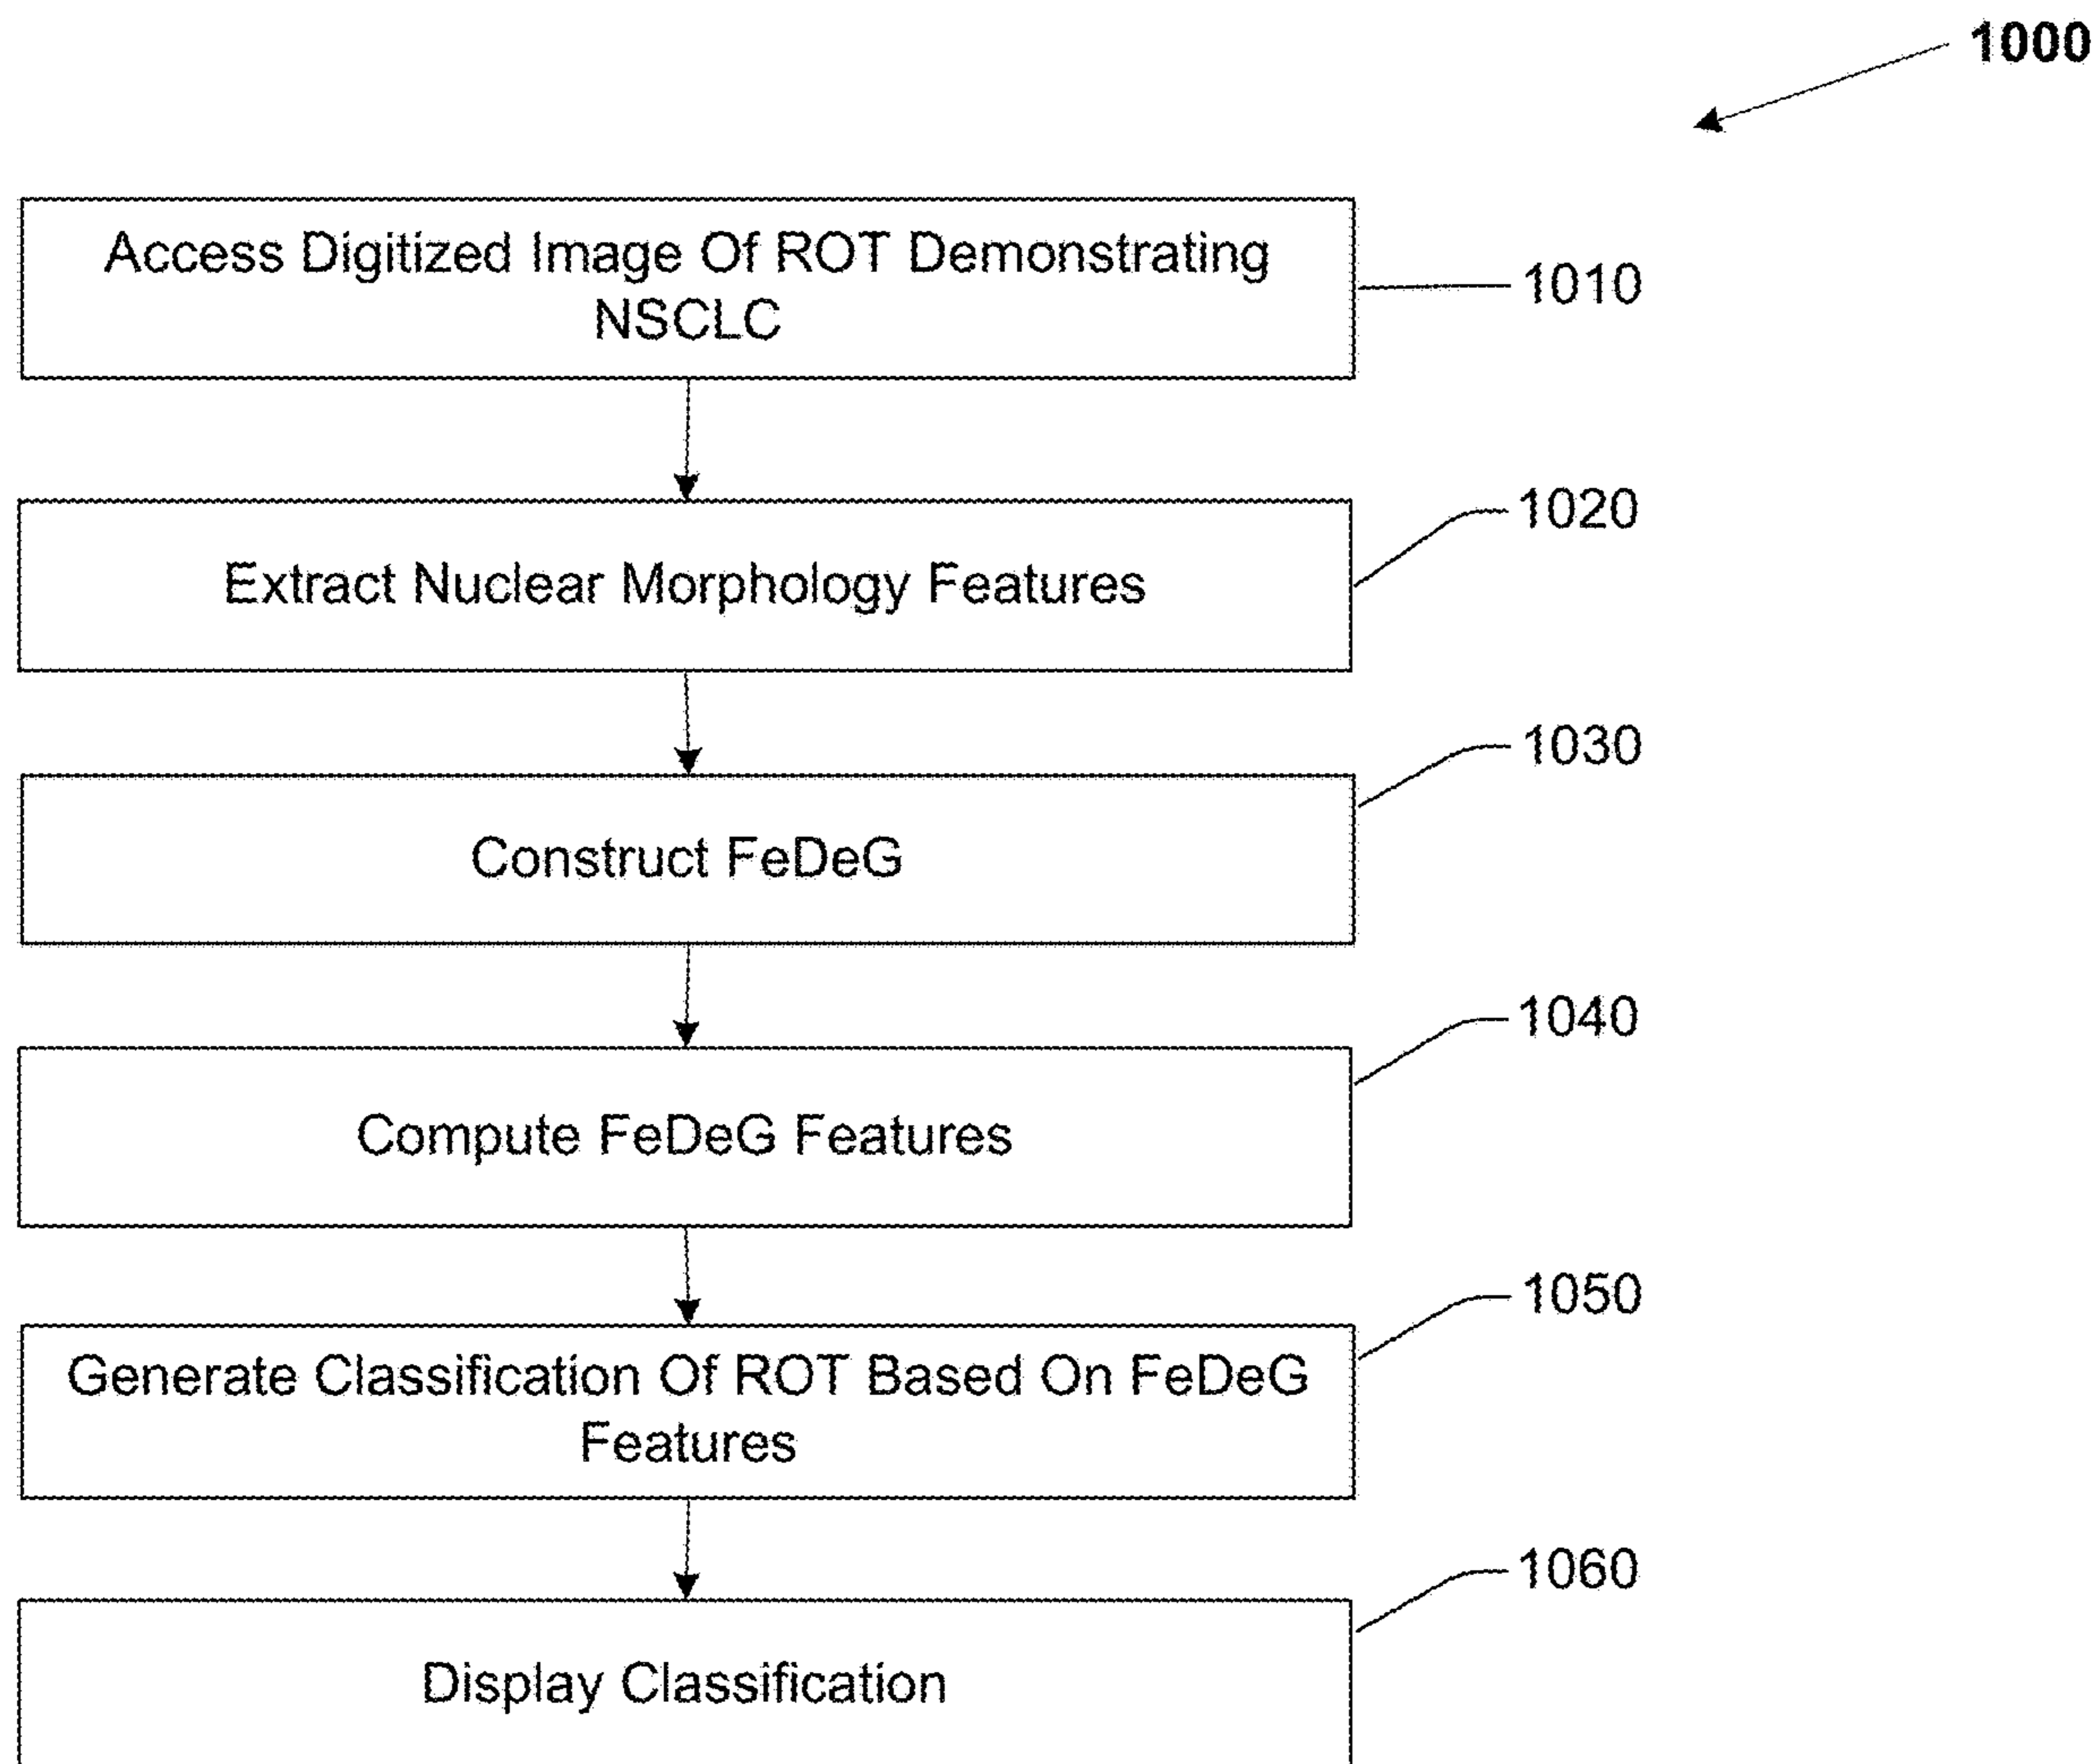 1000
Access Digitized Image Of ROT Demonstrating
NSCLC
1010
Extract Nuclear Morphology Features
1020
Construct FeDeG
1030
Compute FeDeG Features
1040
Generate Classification Of ROT Based On FeDeG
Features
1050
Display Classification
1060